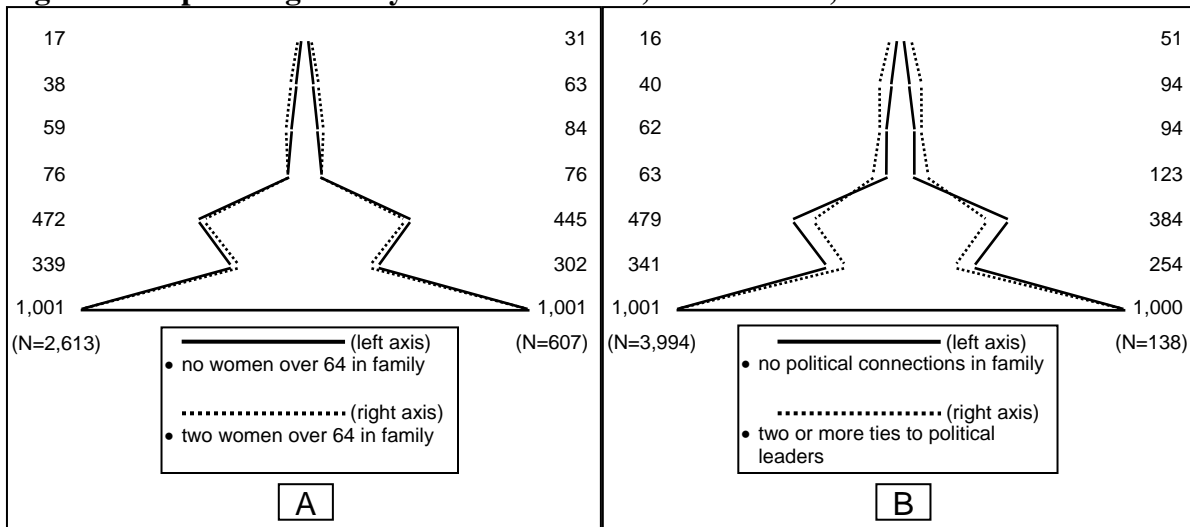 17 31 16 51
38 63 40 94
59 84 62 94
76 76 63 123
472 445 479 384
339 302 341 254
1,001 1,001 1,001 1,000
(N=2,613) (N=607) (N=3,994) (N=138)
(left axis)
• no women over 64 in family
(right axis)
• two women over 64 in family
A
(left axis)
• no political connections in family
(right axis)
• two or more ties to political
leaders
B